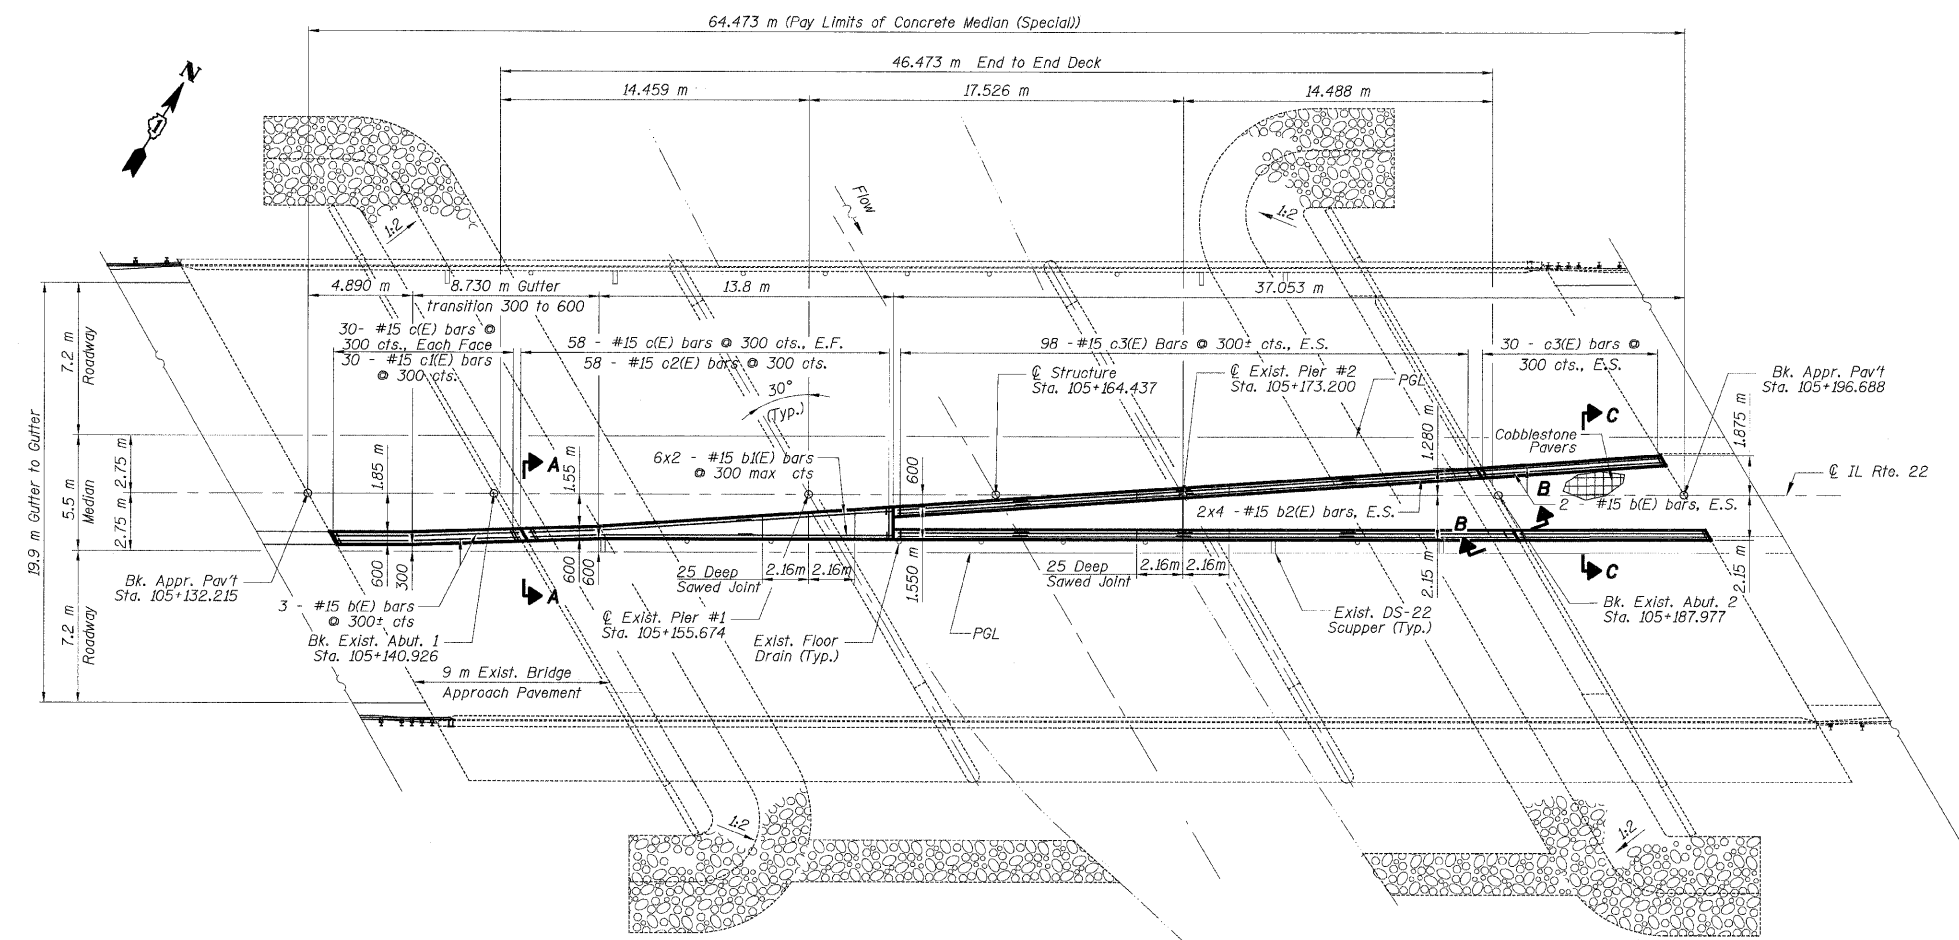 64.473 m (Pay Limits of Concrete Median (Special))
46.473 m End to End Deck
14.459 m
17.526 m
14.488 m
N
Flow
1:2
1:2
4.890 m
8.730 m Gutter
transition 300 to 600
13.8 m
37.053 m
30- #15 c(E) bars @
300 cts., Each Face
30 - #15 c1(E) bars
@ 300 cts.
58 - #15 c(E) bars @ 300 cts., E.F.
58 - #15 c2(E) bars @ 300 cts.
98 -#15 c3(E) Bars @ 300± cts., E.S.
30 - c3(E) bars @
300 cts., E.S.
30°
(Typ.)
℄ Structure
Sta. 105+164.437
℄ Exist. Pier #2
Sta. 105+173.200
PGL
Bk. Appr. Pav't
Sta. 105+196.688
7.2 m
Roadway
19.9 m Gutter to Gutter
2.75 m
5.5 m
Median
2.75 m
7.2 m
Roadway
1.85 m
A
1.55 m
6x2 - #15 b1(E) bars
@ 300 max cts
600
1.280 m
C
Cobblestone
Pavers
1.875 m
℄ IL Rte. 22
B
2 - #15 b(E) bars, E.S.
2x4 -#15 b2(E) bars, E.S.
B
600
300
600
600
A
25 Deep
Sawed Joint
2.16m
2.16m
1.550 m
25 Deep
Sawed Joint
2.16m
2.16m
2.15 m
C
2.15 m
Bk. Appr. Pav't
Sta. 105+132.215
3 - #15 b(E) bars
@ 300± cts
Bk. Exist. Abut. 1
Sta. 105+140.926
℄ Exist. Pier #1
Sta. 105+155.674
Exist. Floor
Drain (Typ.)
PGL
Exist. DS-22
Scupper (Typ.)
Bk. Exist. Abut. 2
Sta. 105+187.977
9 m Exist. Bridge
Approach Pavement
1:2
1:2